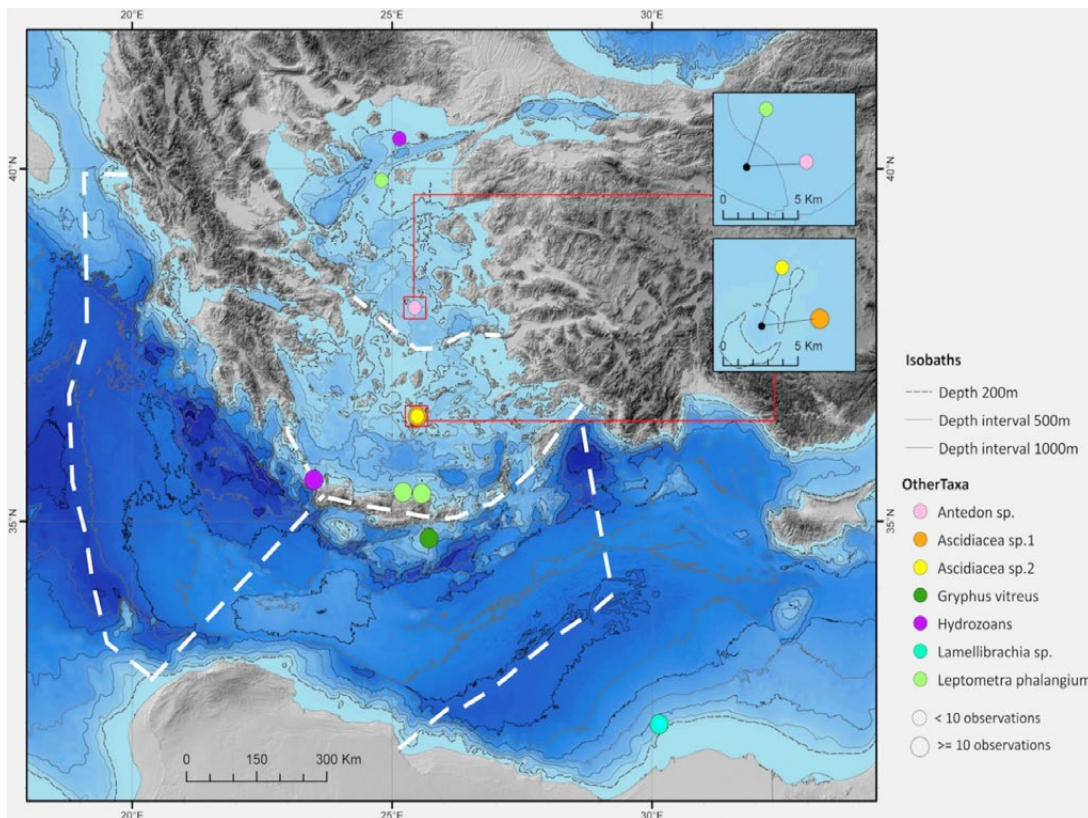 20°E 25°E 30°E
40°N
40°N
0 5 Km
0 5 Km
35°N
35°N
0 150 300 Km
20°E 25°E 30°E
Isobaths
Depth 200m
Depth interval 500m
Depth interval 1000m
OtherTaxa
Antedon sp.
Ascidiacea sp.1
Ascidiacea sp.2
Gryphus vitreus
Hydrozoans
Lamellibrachia sp.
Leptometra phalangium
< 10 observations
>= 10 observations